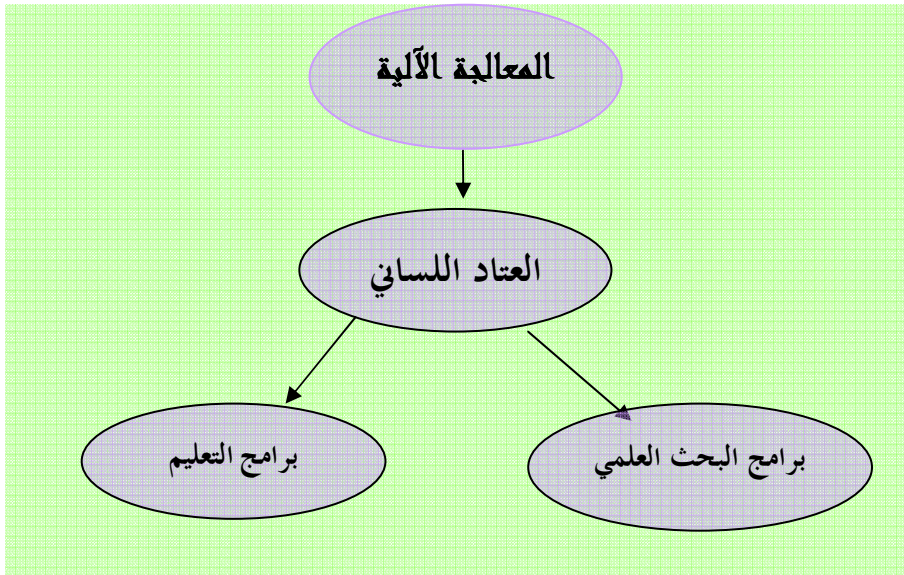 المعالجة الآلية
العتاد اللساني
برامج البحث العلمي
برامج التعليم